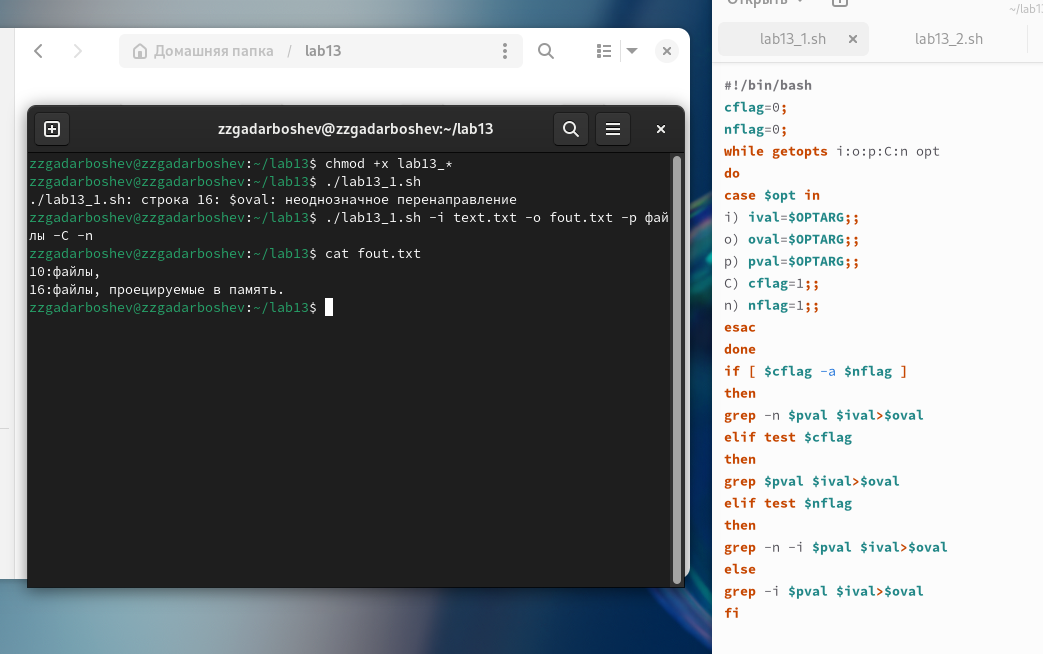 Открыть
~/lab13
Домашняя папка / lab13
lab13_1.sh
lab13_2.sh
zzgadarboshev@zzgadarboshev:~/lab13
zzgadarboshev@zzgadarboshev:~/lab13$ chmod +x lab13_*
zzgadarboshev@zzgadarboshev:~/lab13$ ./lab13_1.sh
./lab13_1.sh: строка 16: $oval: неоднозначное перенаправление
zzgadarboshev@zzgadarboshev:~/lab13$ ./lab13_1.sh -i text.txt -o fout.txt -p фай
лы -C -n
zzgadarboshev@zzgadarboshev:~/lab13$ cat fout.txt
10:файлы,
16:файлы, проецируемые в память.
zzgadarboshev@zzgadarboshev:~/lab13$
#!/bin/bash
cflag=0;
nflag=0;
while getopts i:o:p:C:n opt
do
case $opt in
i) ival=$OPTARG;;
o) oval=$OPTARG;;
p) pval=$OPTARG;;
C) cflag=1;;
n) nflag=1;;
esac
done
if [ $cflag -a $nflag ]
then
grep -n $pval $ival>$oval
elif test $cflag
then
grep $pval $ival>$oval
elif test $nflag
then
grep -n -i $pval $ival>$oval
else
grep -i $pval $ival>$oval
fi